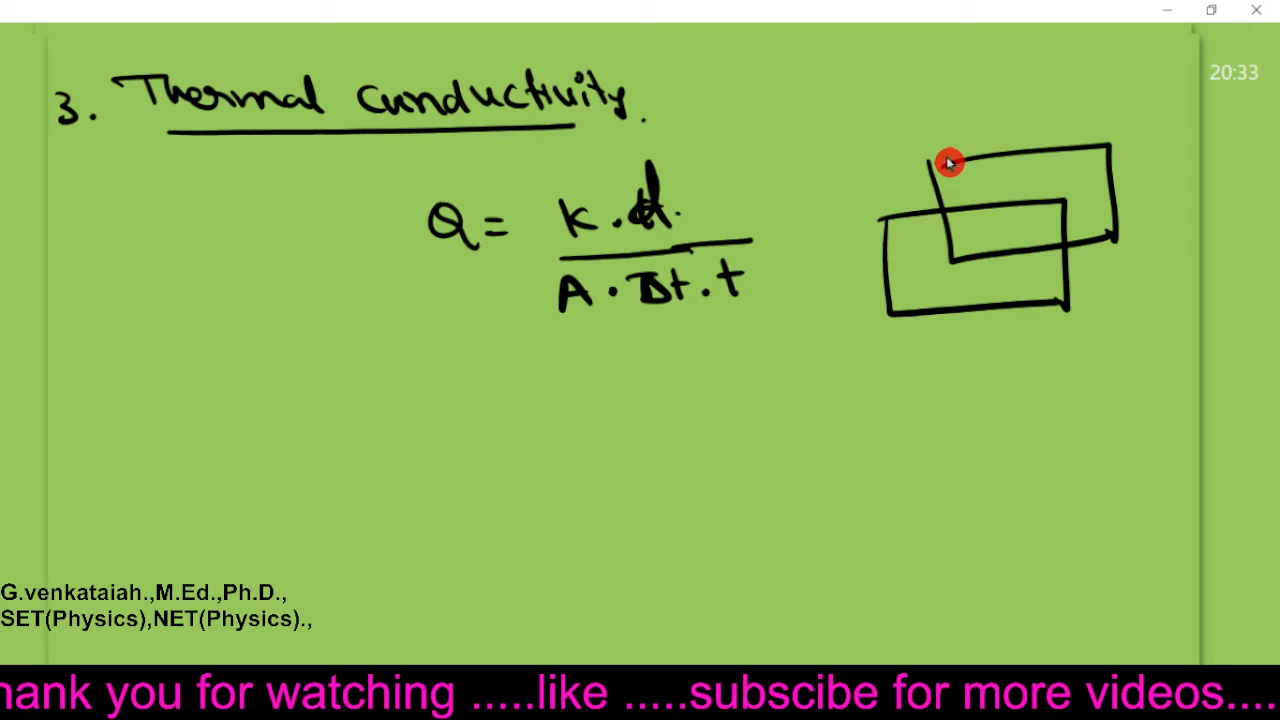 20:33
3. Thermal conductivity.
Q = K . d.
A . Δt . t
G.venkataiah.,M.Ed.,Ph.D.,
SET(Physics),NET(Physics).,
hank you for watching .....like .....subscibe for more videos....